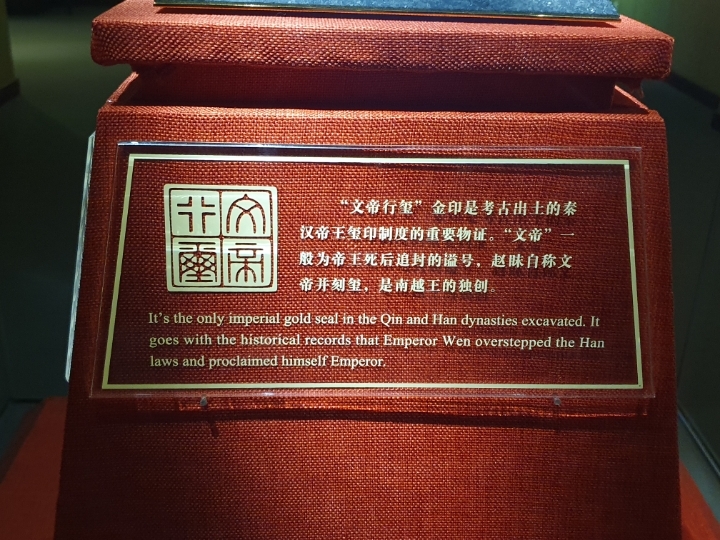 文帝
行璽
“文帝行玺”金印是考古出土的秦
汉帝王玺印制度的重要物证。“文帝”一
般为帝王死后追封的溢号，赵眜自称文
帝并刻玺，是南越王的独创。
It's the only imperial gold seal in the Qin and Han dynasties excavated. It
goes with the historical records that Emperor Wen overstepped the Han
laws and proclaimed himself Emperor.